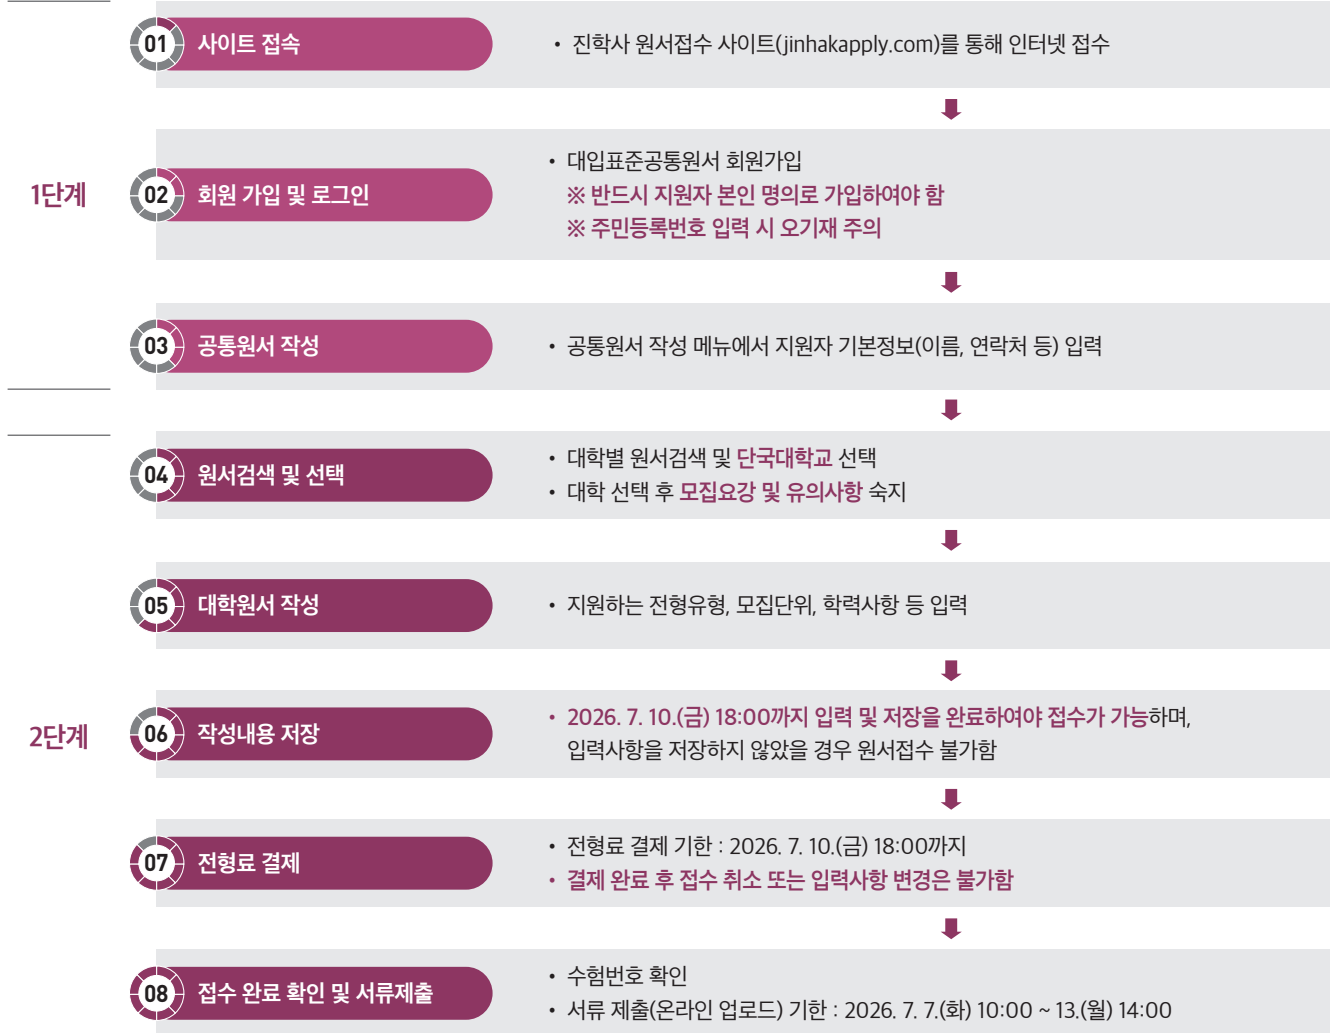 1단계
01 사이트 접속
• 진학사 원서접수 사이트(jinhakapply.com)를 통해 인터넷 접수
02 회원 가입 및 로그인
• 대입표준공통원서 회원가입
※ 반드시 지원자 본인 명의로 가입하여야 함
※ 주민등록번호 입력 시 오기재 주의
03 공통원서 작성
• 공통원서 작성 메뉴에서 지원자 기본정보(이름, 연락처 등) 입력
2단계
04 원서검색 및 선택
• 대학별 원서검색 및 단국대학교 선택
• 대학 선택 후 모집요강 및 유의사항 숙지
05 대학원서 작성
• 지원하는 전형유형, 모집단위, 학력사항 등 입력
06 작성내용 저장
• 2026. 7. 10.(금) 18:00까지 입력 및 저장을 완료하여야 접수가 가능하며,
입력사항을 저장하지 않았을 경우 원서접수 불가함
07 전형료 결제
• 전형료 결제 기한 : 2026. 7. 10.(금) 18:00까지
• 결제 완료 후 접수 취소 또는 입력사항 변경은 불가함
08 접수 완료 확인 및 서류제출
• 수험번호 확인
• 서류 제출(온라인 업로드) 기한 : 2026. 7. 7.(화) 10:00 ~ 13.(월) 14:00